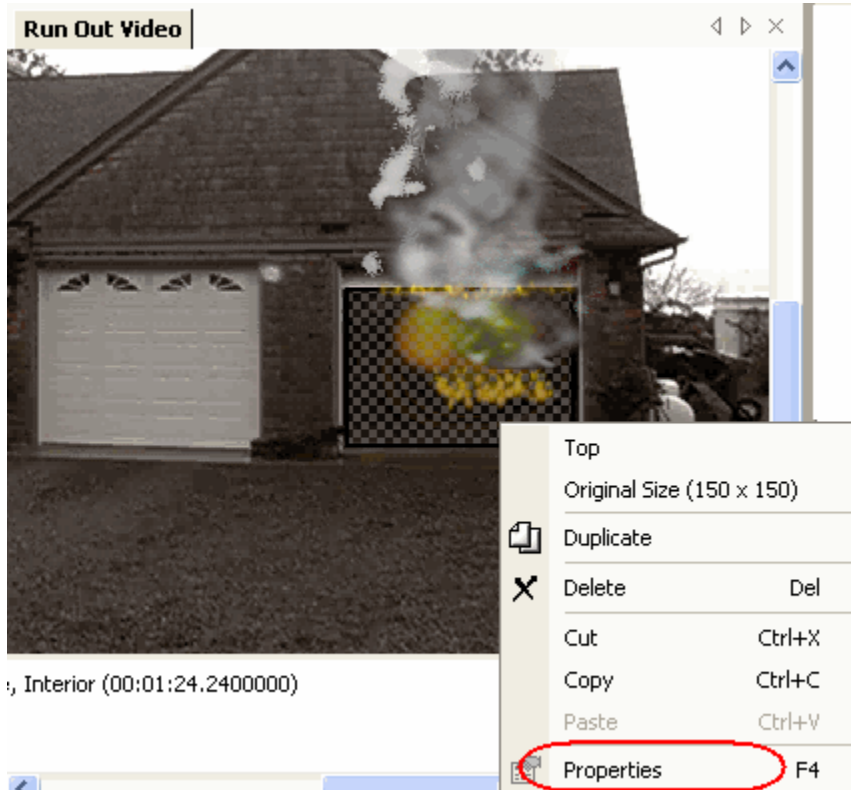 Run Out Video
Top
Original Size (150 x 150)
Duplicate
Delete Del
Cut Ctrl+X
Copy Ctrl+C
Paste Ctrl+V
Properties F4
, Interior (00:01:24.2400000)